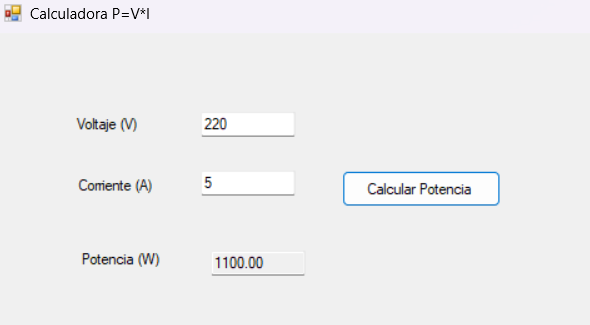 Calculadora P=V*I
Voltaje (V) 220
Corriente (A) 5
Calcular Potencia
Potencia (W) 1100.00